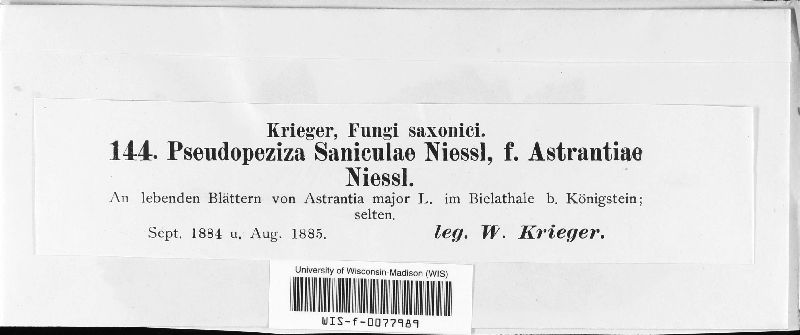 Krieger, Fungi saxonici.
144. Pseudopeziza Saniculae Niessl, f. Astrantiae
Niessl.
An lebenden Blättern von Astrantia major L. im Bielathale b. Königstein;
selten.
Sept. 1884 u. Aug. 1885. leg. W. Krieger.
University of Wisconsin-Madison (WIS)
WIS-f-0077989